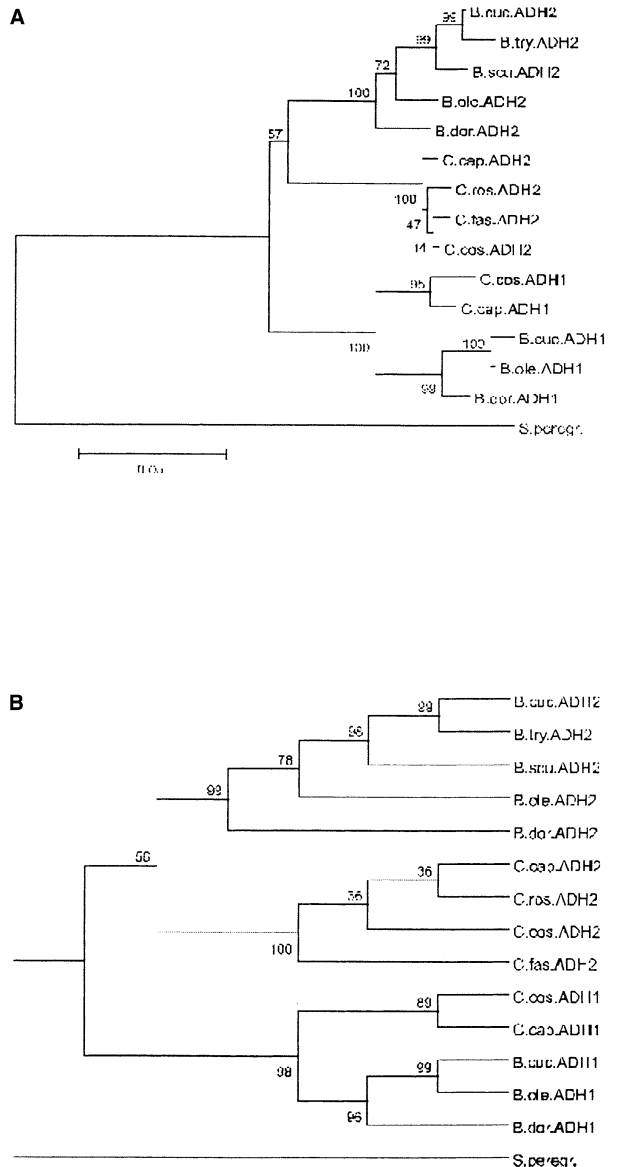 A
99
B.cuc.ADH2
B.try.ADH2
99
B.scu.ADH2
72
B.ole.ADH2
100
B.dor.ADH2
57
C.cap.ADH2
C.ros.ADH2
100
C.fas.ADH2
47
C.cos.ADH2
C.cos.ADH1
95
C.cap.ADH1
B.cuc.ADH1
100
100
B.ole.ADH1
99
B.dor.ADH1
S.peregr.
0.05
B
B.cuc.ADH2
99
B.try.ADH2
96
B.scu.ADH2
78
B.ole.ADH2
99
B.dor.ADH2
C.cap.ADH2
36
C.ros.ADH2
36
C.cos.ADH2
100
C.fas.ADH2
C.cos.ADH1
89
C.cap.ADH1
B.cuc.ADH1
98
99
B.ole.ADH1
96
B.dor.ADH1
S.peregr.